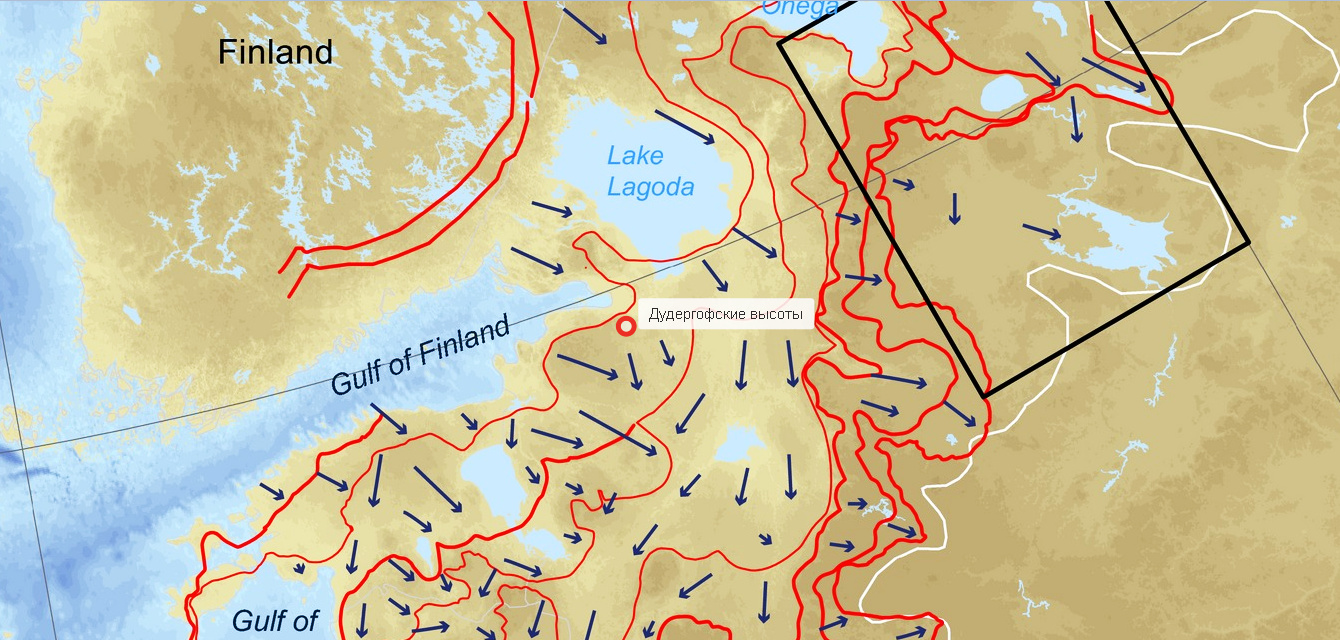 Onega
Finland
Lake
Lagoda
Дудергофские высоты
Gulf of Finland
Gulf of